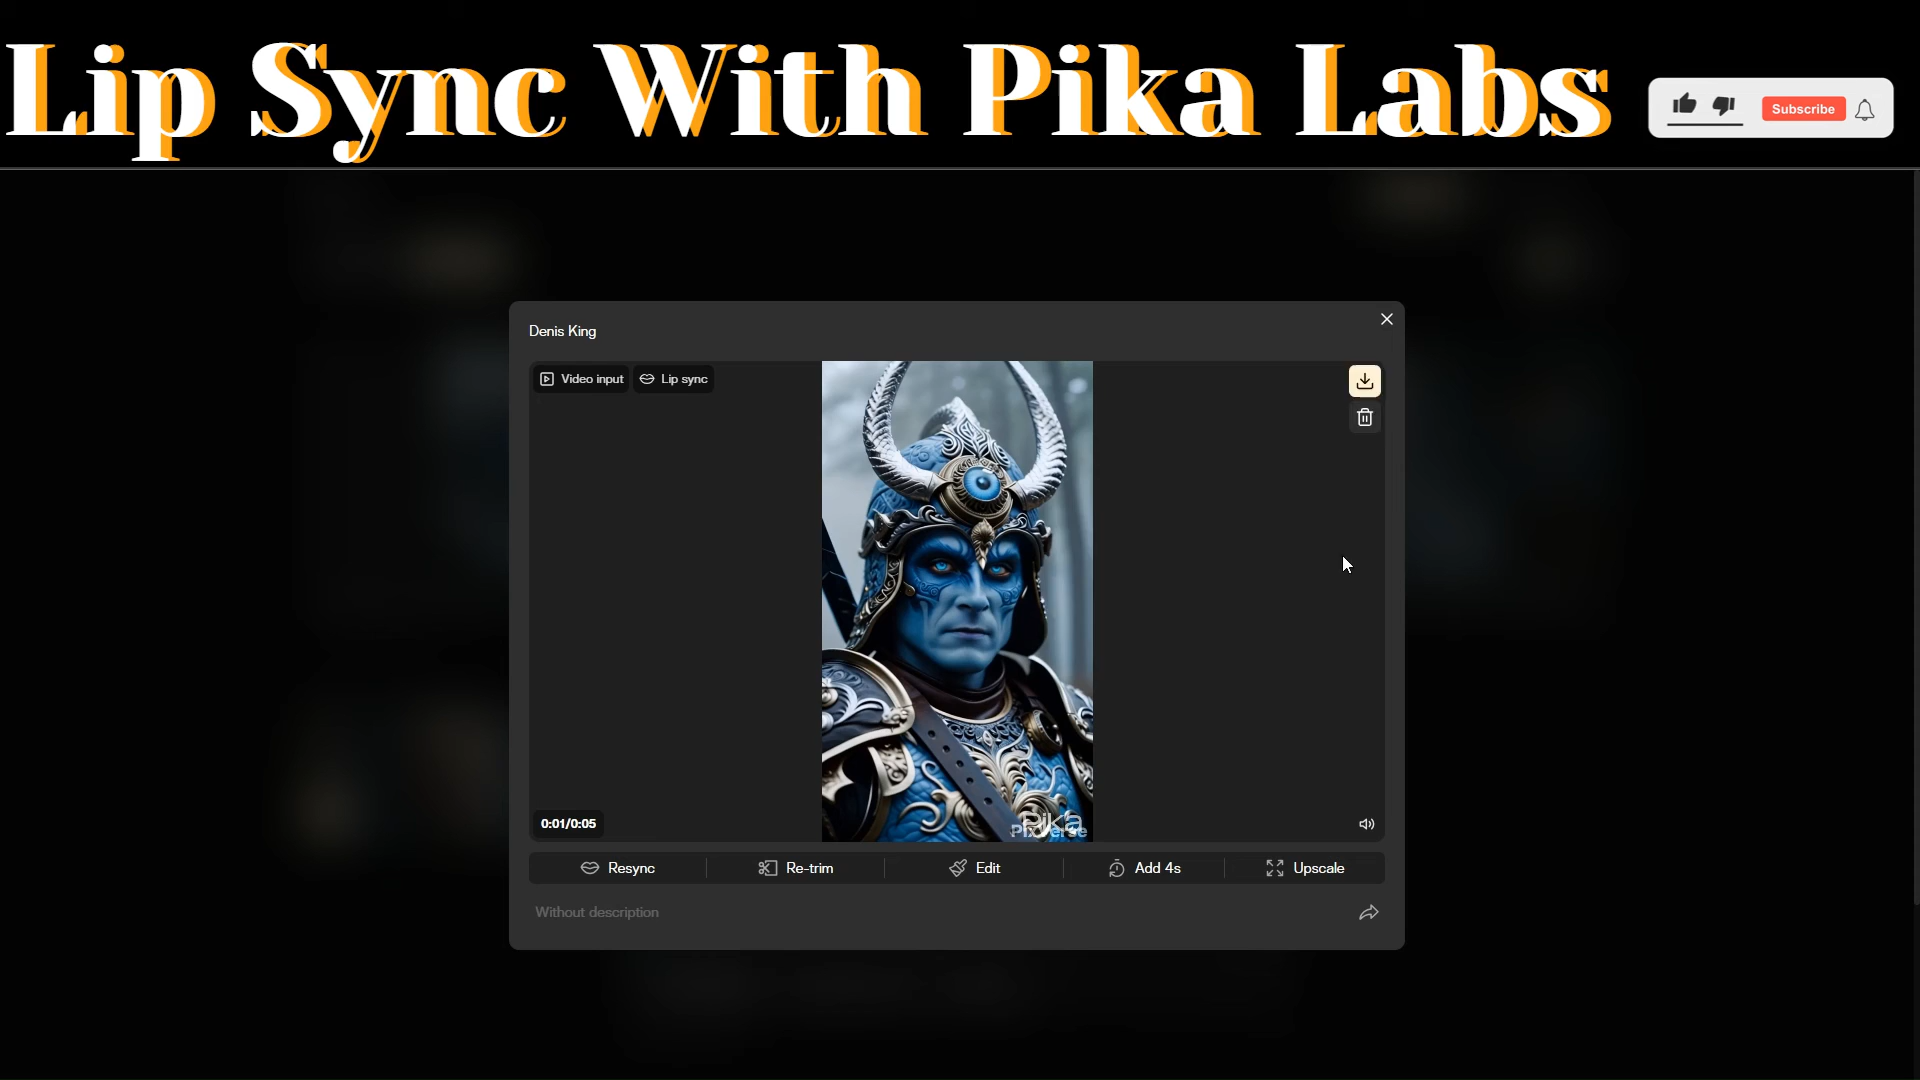 Lip Sync With Pika Labs
Subscribe
Denis King
Video input
Lip sync
0:01/0:05
Pika
PixVerse
Resync
Re-trim
Edit
Add 4s
Upscale
Without description